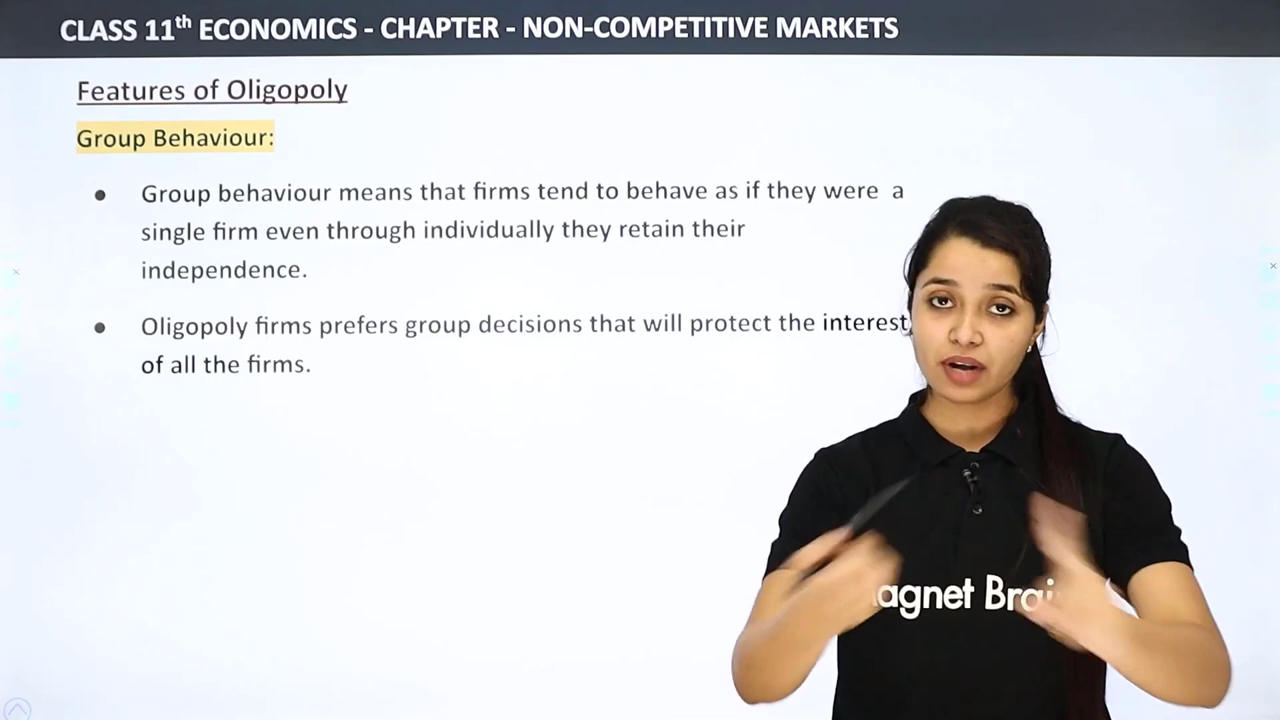 CLASS 11th ECONOMICS - CHAPTER - NON-COMPETITIVE MARKETS
Features of Oligopoly
Group Behaviour:
● Group behaviour means that firms tend to behave as if they were a
single firm even through individually they retain their
independence.
● Oligopoly firms prefers group decisions that will protect the interest
of all the firms.
agnet Brai